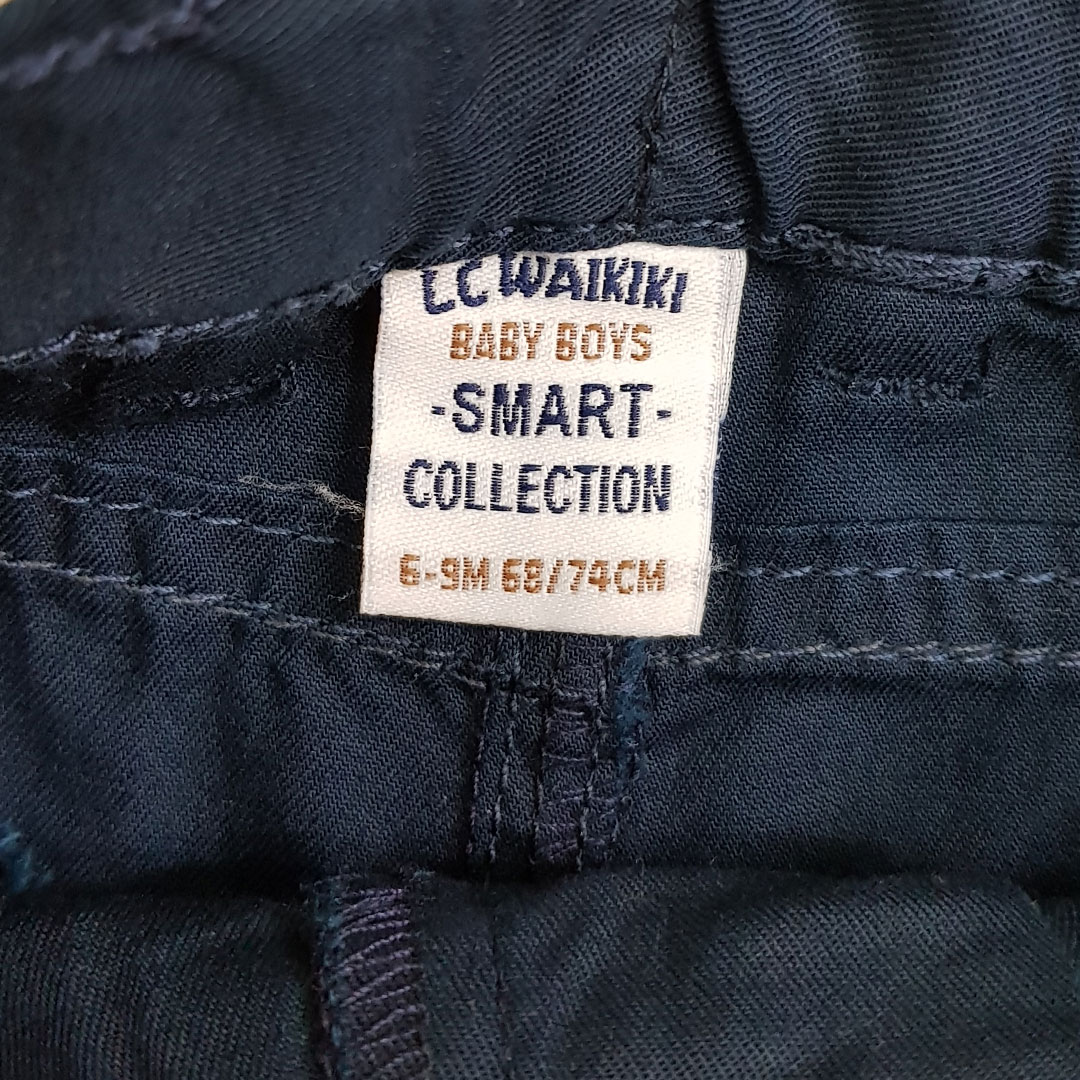 LC WAIKIKI
BABY BOYS
-SMART-
COLLECTION
6-9M 68/74CM